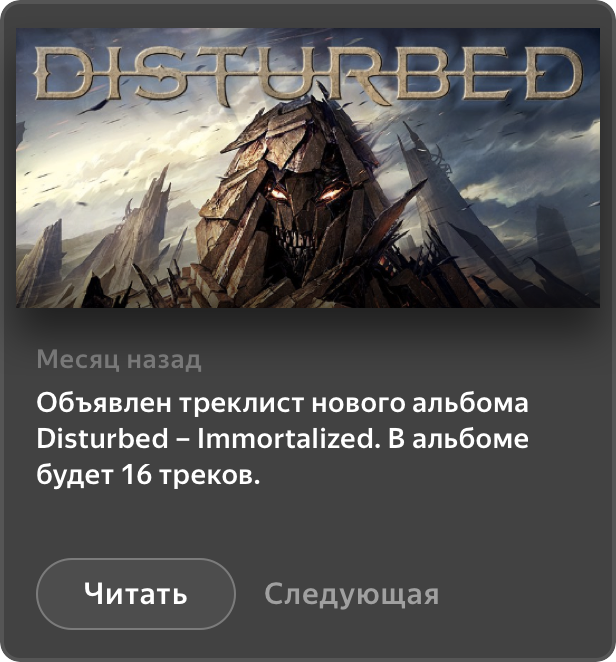 DISTURBED
Месяц назад
Объявлен треклист нового альбома
Disturbed – Immortalized. В альбоме
будет 16 треков.
Читать
Следующая